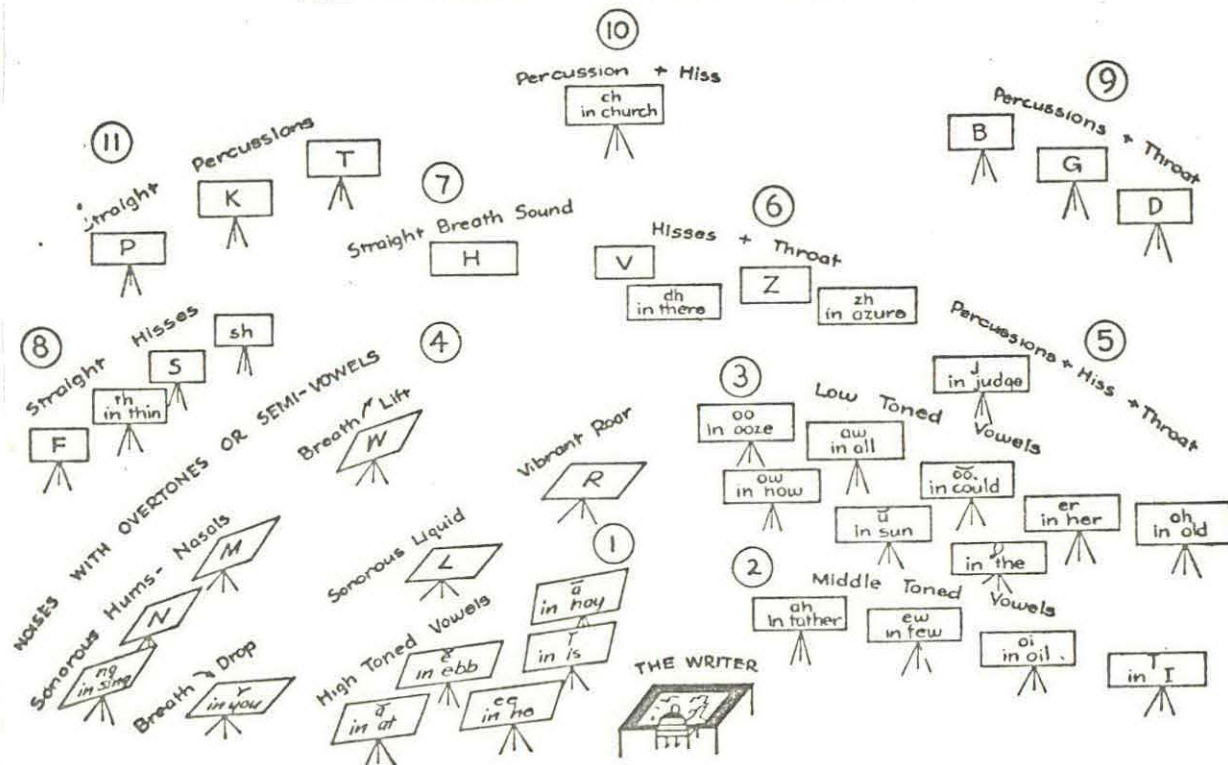 10
Percussion + Hiss
ch
in church
11
Straight Percussions
P
K
T
9
Percussions + Throat
B
G
D
7
Straight Breath Sound
H
6
Hisses + Throat
V
dh
in there
Z
zh
in azure
8
Straight Hisses
F
th
in thin
S
sh
4
NOISES WITH OVERTONES OR SEMI-VOWELS
Breath Lift
W
Vibrant Roar
R
Sonorous Liquid
L
Sonorous Hums - Nasals
M
N
ng
in sing
Breath Drop
Y
in you
5
Percussions + Hiss + Throat
J
in judge
3
Low Toned Vowels
oo
in ooze
aw
in all
ow
in how
oo
in could
u
in sun
er
in her
oh
in old
in the
2
Middle Toned Vowels
ah
in father
ew
in few
oi
in oil
in I
1
High Toned Vowels
ā
in hay
in is
ĕ
in ebb
in at
in he
THE WRITER